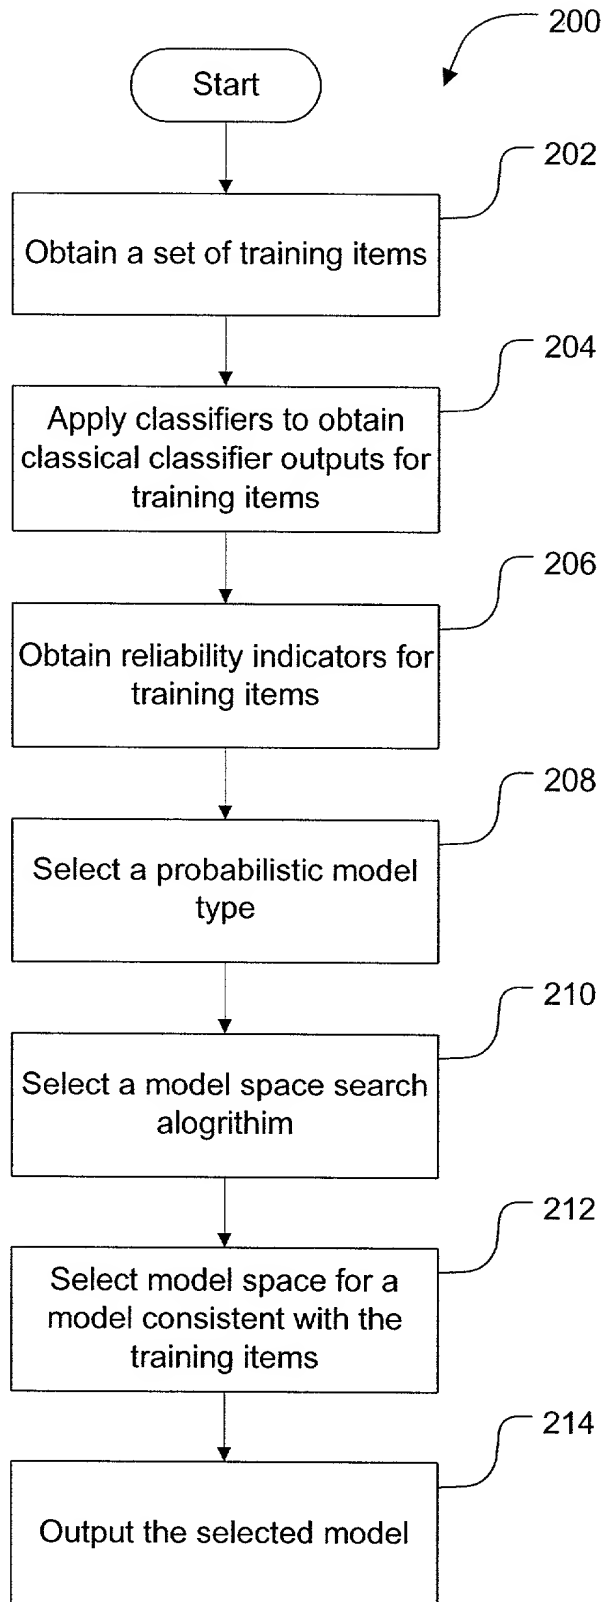 200
Start
202
Obtain a set of training items
204
Apply classifiers to obtain
classical classifier outputs for
training items
206
Obtain reliability indicators for
training items
208
Select a probabilistic model
type
210
Select a model space search
alogrithim
212
Select model space for a
model consistent with the
training items
214
Output the selected model